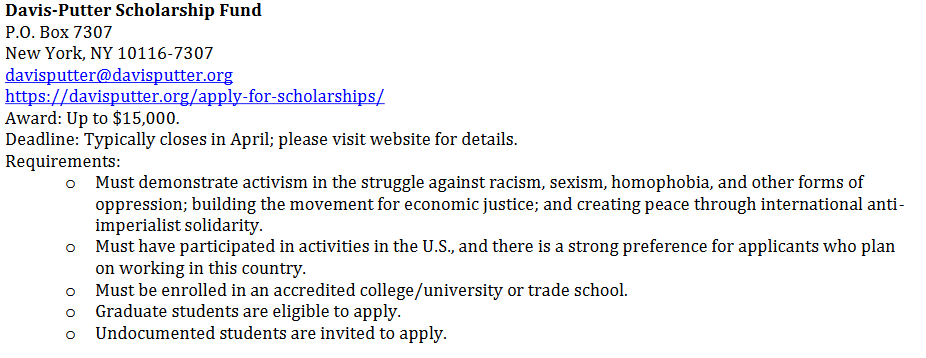 Davis-Putter Scholarship Fund
P.O. Box 7307
New York, NY 10116-7307
davisputter@davisputter.org
https://davisputter.org/apply-for-scholarships/
Award: Up to $15,000.
Deadline: Typically closes in April; please visit website for details.
Requirements:
o Must demonstrate activism in the struggle against racism, sexism, homophobia, and other forms of
oppression; building the movement for economic justice; and creating peace through international anti-
imperialist solidarity.
o Must have participated in activities in the U.S., and there is a strong preference for applicants who plan
on working in this country.
o Must be enrolled in an accredited college/university or trade school.
o Graduate students are eligible to apply.
o Undocumented students are invited to apply.